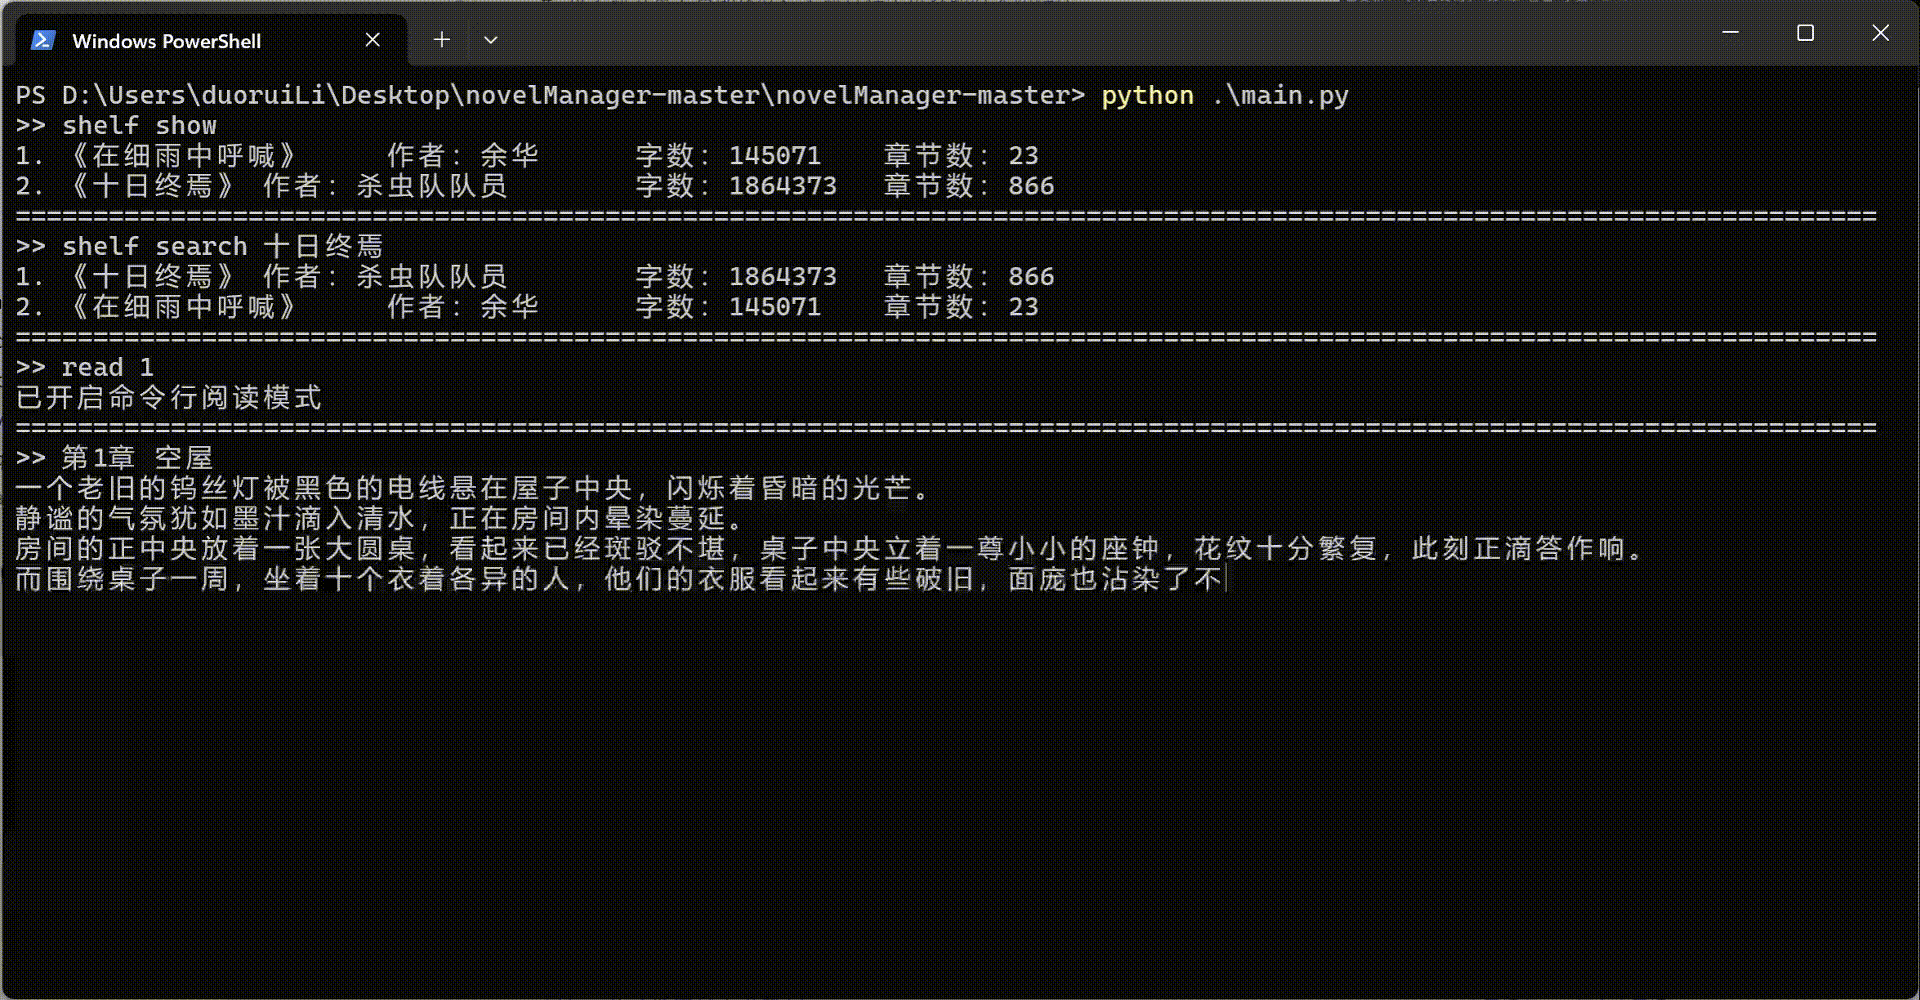 Windows PowerShell
PS D:\Users\duoruiLi\Desktop\novelManager-master\novelManager-master> python .\main.py
>> shelf show
1. 《在细雨中呼喊》 作者: 余华 字数: 145071 章节数: 23
2. 《十日终焉》 作者: 杀虫队队员 字数: 1864373 章节数: 866
========================================================================================================================
>> shelf search 十日终焉
1. 《十日终焉》 作者: 杀虫队队员 字数: 1864373 章节数: 866
2. 《在细雨中呼喊》 作者: 余华 字数: 145071 章节数: 23
========================================================================================================================
>> read 1
已开启命令行阅读模式
========================================================================================================================
>> 第1章 空屋
一个老旧的钨丝灯被黑色的电线悬在屋子中央，闪烁着昏暗的光芒。
静谧的气氛犹如墨汁滴入清水，正在房间内晕染蔓延。
房间的正中央放着一张大圆桌，看起来已经斑驳不堪，桌子中央立着一尊小小的座钟，花纹十分繁复，此刻正滴答作响。
而围绕桌子一周，坐着十个衣着各异的人，他们的衣服看起来有些破旧，面庞也沾染了不